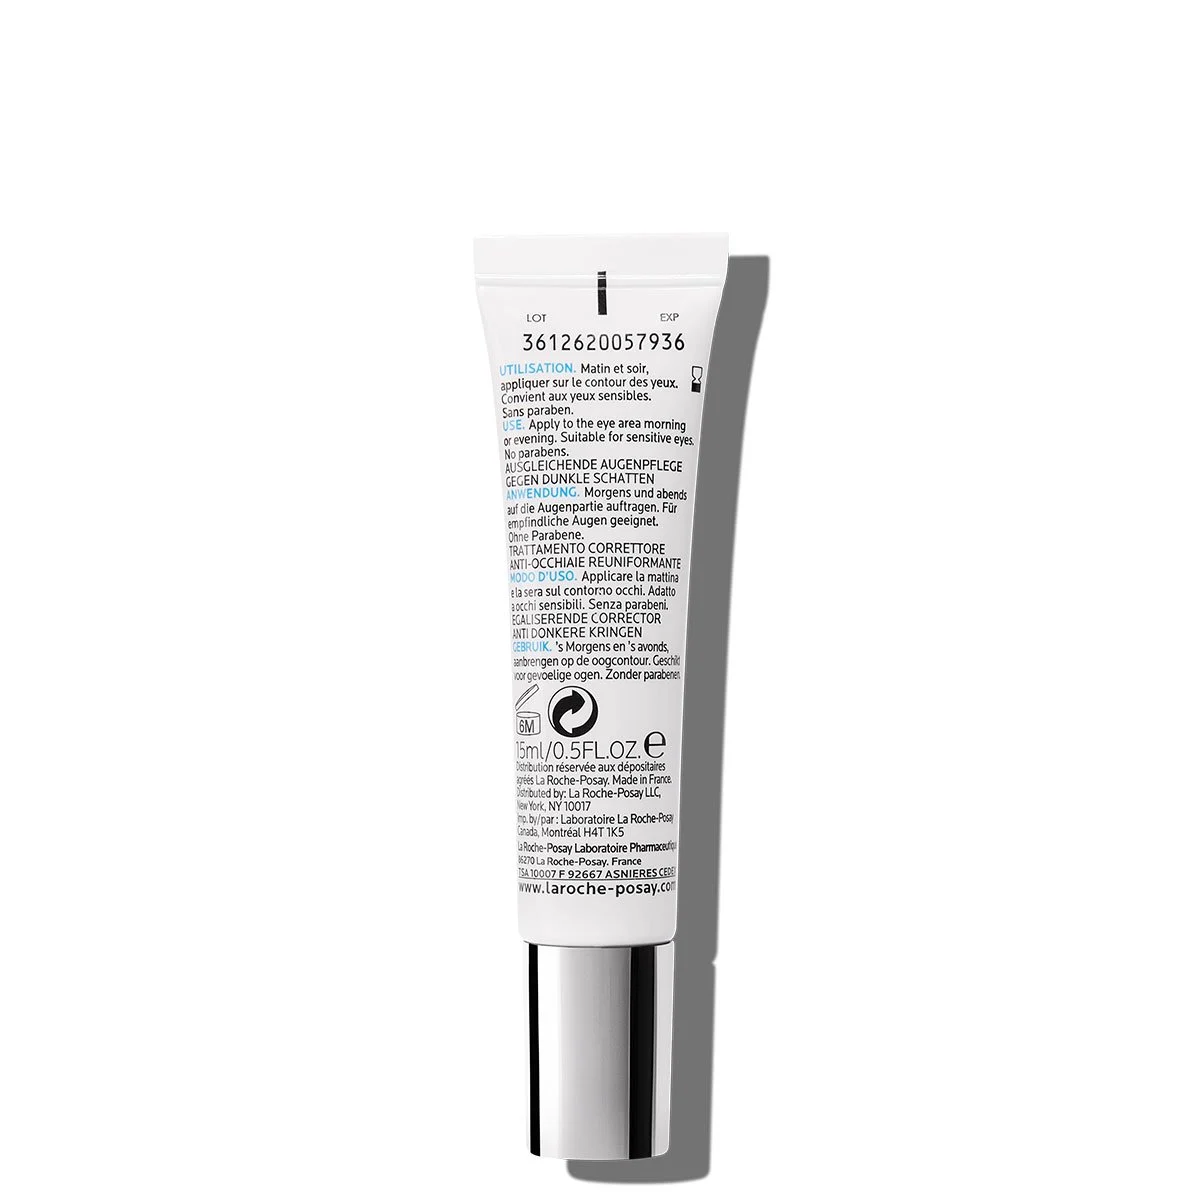 LOT EXP
3612620057936
UTILISATION. Matin et soir,
appliquer sur le contour des yeux.
Convient aux yeux sensibles.
Sans paraben.
USE. Apply to the eye area morning
or evening. Suitable for sensitive eyes.
No parabens.
AUSGLEICHENDE AUGENPFLEGE
GEGEN DUNKLE SCHATTEN
ANWENDUNG. Morgens und abends
auf die Augenpartie auftragen. Für
empfindliche Augen geeignet.
Ohne Parabene.
TRATTAMENTO CORRETTORE
ANTI-OCCHIAIE REUNIFORMANTE
MODO D'USO. Applicare la mattina
e la sera sul contorno occhi. Adatto
a occhi sensibili. Senza parabeni.
EGALISERENDE CORRECTOR
ANTI DONKERE KRINGEN
GEBRUIK. 's Morgens en 's avonds,
aanbrengen op de oogcontour. Geschikt
voor gevoelige ogen. Zonder parabenen.
6M
15ml/0.5FL.OZ. e
Distribution réservée aux dépositaires
agréés La Roche-Posay. Made in France.
Distributed by: La Roche-Posay LLC,
New York, NY 10017
Imp. by/par : Laboratoire La Roche-Posay
Canada, Montréal H4T 1K5
La Roche-Posay Laboratoire Pharmaceutique
86270 La Roche-Posay. France
TSA 10007 F 92667 ASNIERES CEDEX
www.laroche-posay.com